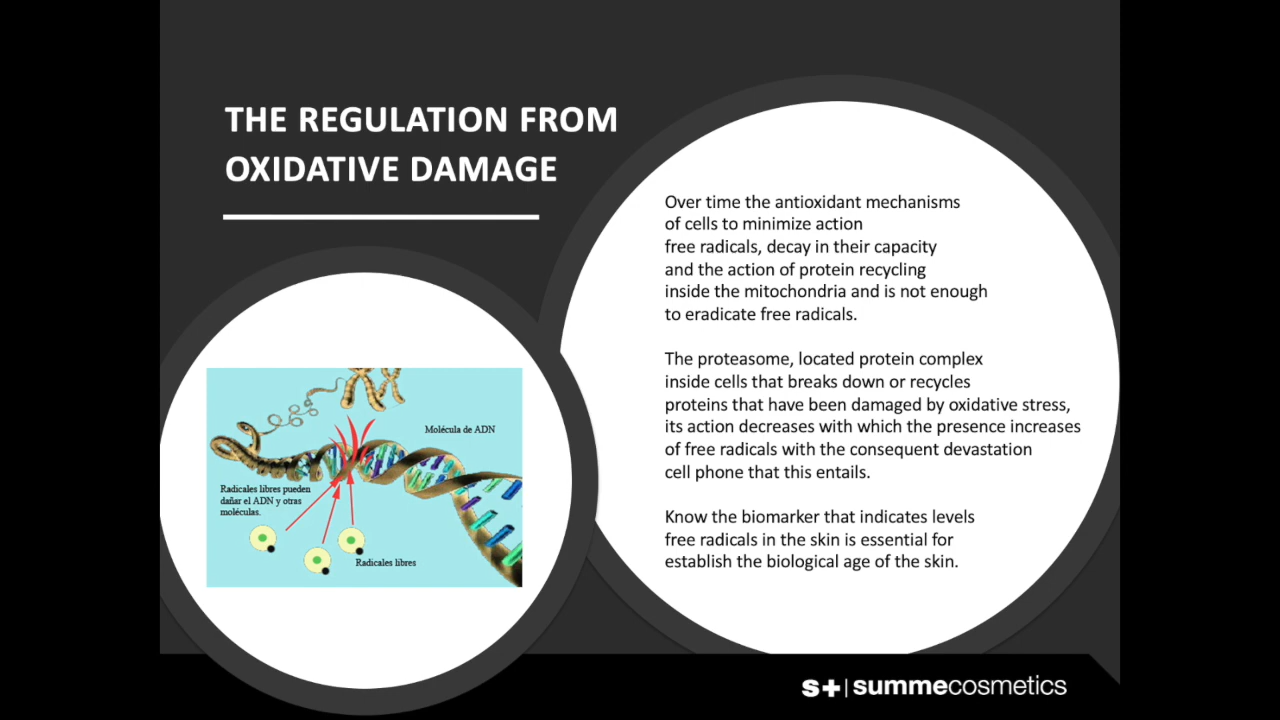 THE REGULATION FROM
OXIDATIVE DAMAGE
Over time the antioxidant mechanisms
of cells to minimize action
free radicals, decay in their capacity
and the action of protein recycling
inside the mitochondria and is not enough
to eradicate free radicals.
The proteasome, located protein complex
inside cells that breaks down or recycles
proteins that have been damaged by oxidative stress,
its action decreases with which the presence increases
of free radicals with the consequent devastation
cell phone that this entails.
Know the biomarker that indicates levels
free radicals in the skin is essential for
establish the biological age of the skin.
Molécula de ADN
Radicales libres pueden
dañar el ADN y otras
moléculas.
Radicales libres
s+|summecosmetics